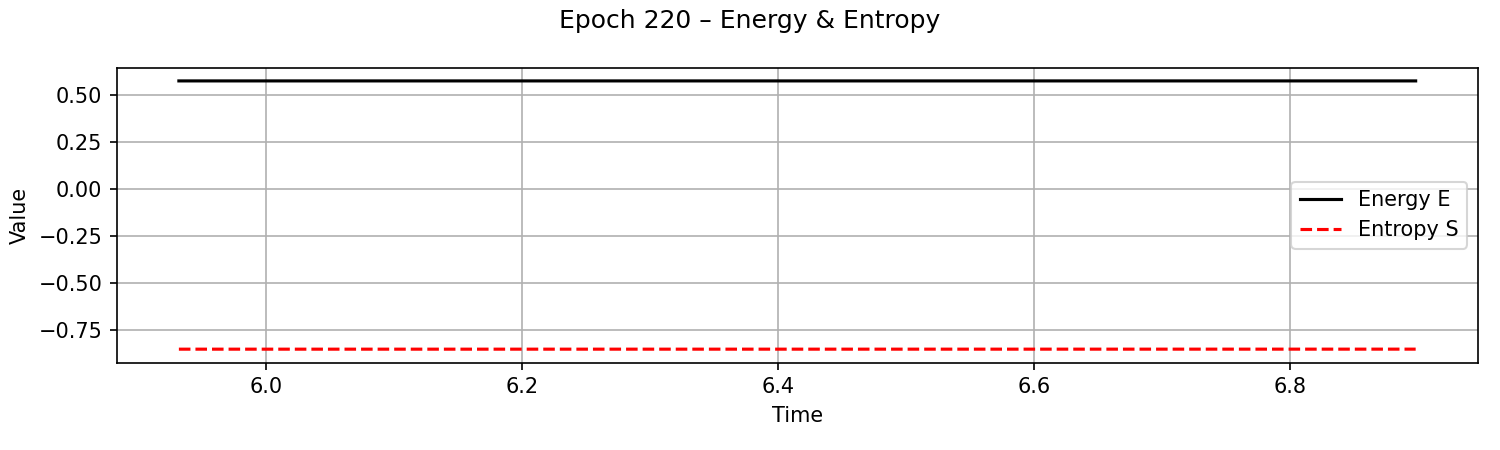 Epoch 220 – Energy & Entropy
0.50
0.25
0.00
−0.25
−0.50
−0.75
Value
Energy E
Entropy S
6.0 6.2 6.4 6.6 6.8
Time